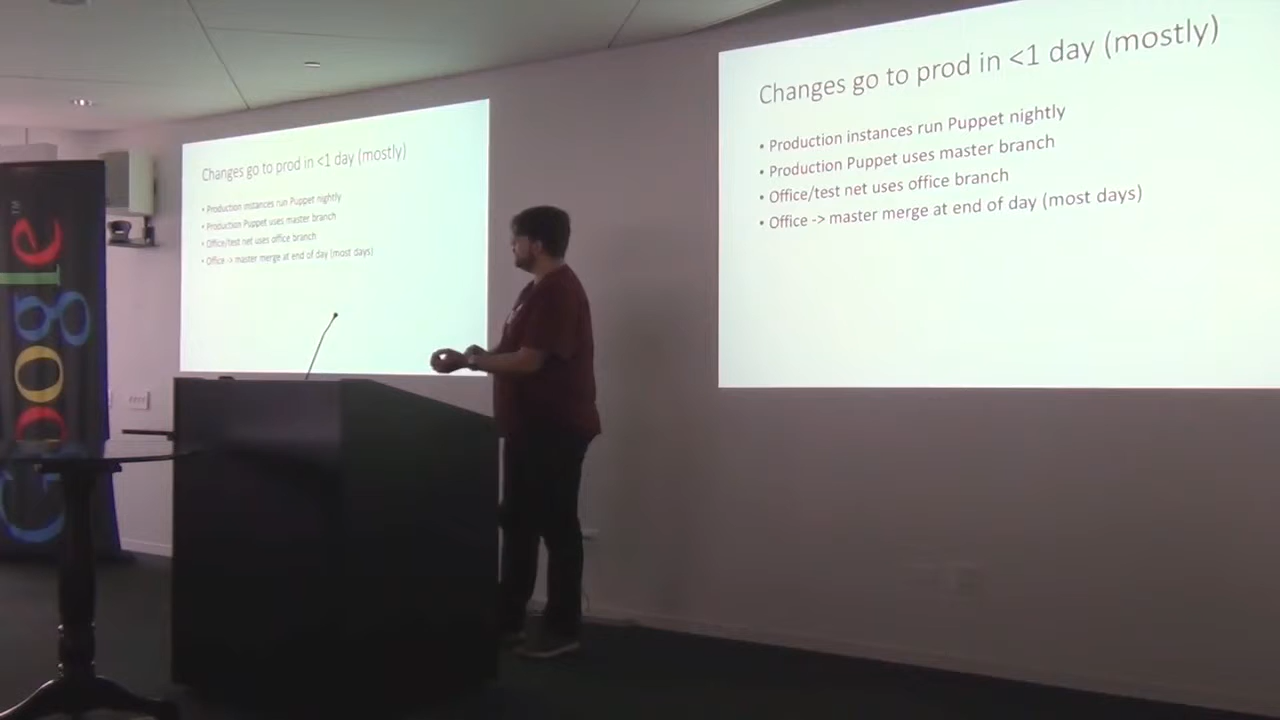 Google™
Changes go to prod in <1 day (mostly)
• Production instances run Puppet nightly
• Production Puppet uses master branch
• Office/test net uses office branch
• Office -> master merge at end of day (most days)
Changes go to prod in <1 day (mostly)
• Production instances run Puppet nightly
• Production Puppet uses master branch
• Office/test net uses office branch
• Office -> master merge at end of day (most days)